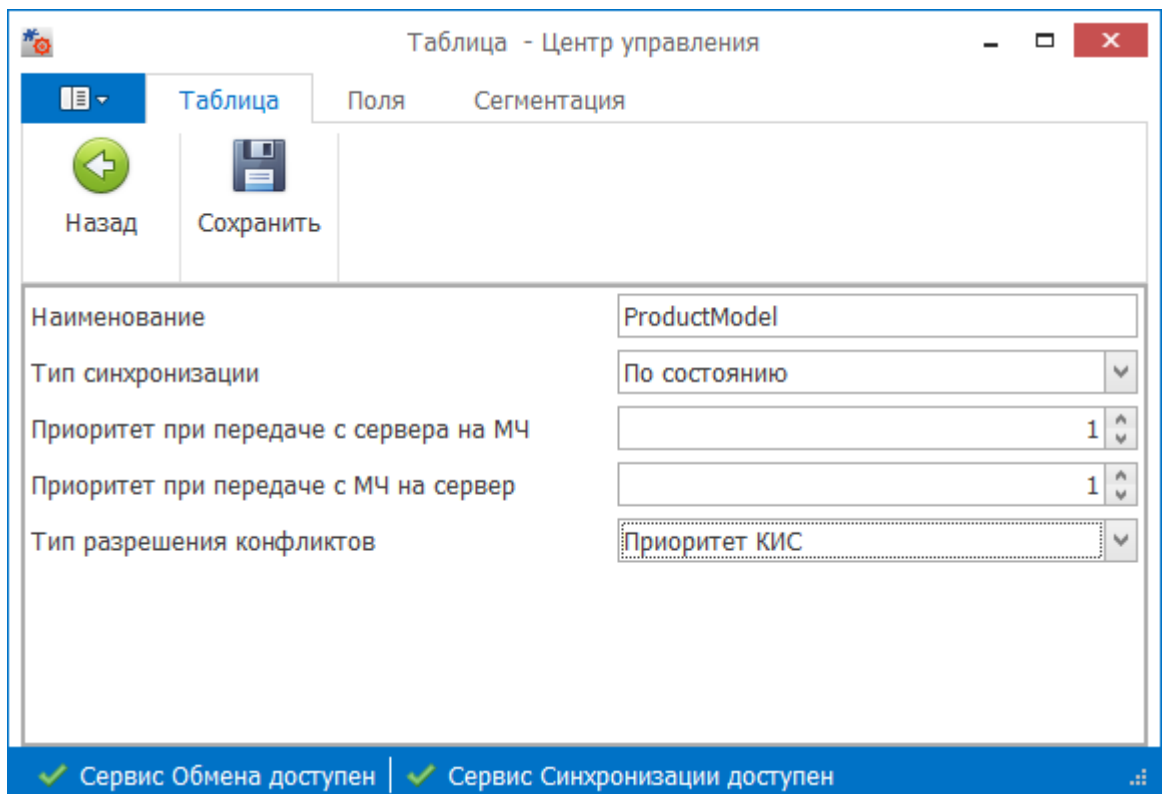 Таблица - Центр управления
Таблица Поля Сегментация
Назад Сохранить
Наименование ProductModel
Тип синхронизации По состоянию
Приоритет при передаче с сервера на МЧ 1
Приоритет при передаче с МЧ на сервер 1
Тип разрешения конфликтов Приоритет КИС
Сервис Обмена доступен Сервис Синхронизации доступен